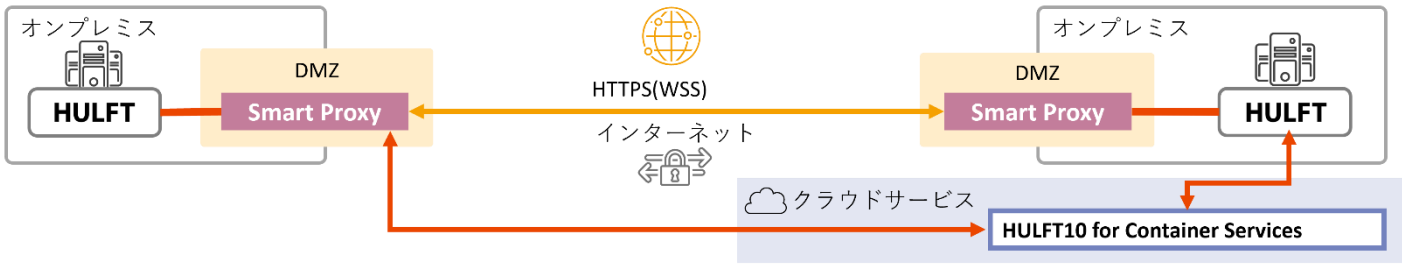 オンプレミス
HULFT
DMZ
Smart Proxy
HTTPS(WSS)
インターネット
オンプレミス
DMZ
Smart Proxy
HULFT
クラウドサービス
HULFT10 for Container Services